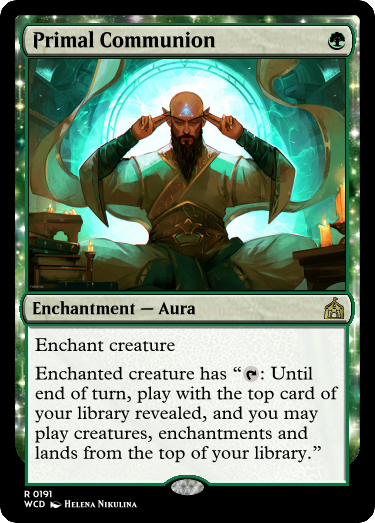 Primal Communion
Enchantment — Aura
Enchant creature
Enchanted creature has “: Until
end of turn, play with the top card of
your library revealed, and you may
play creatures, enchantments and
lands from the top of your library.”
R 0191
WCD Helena Nikulina